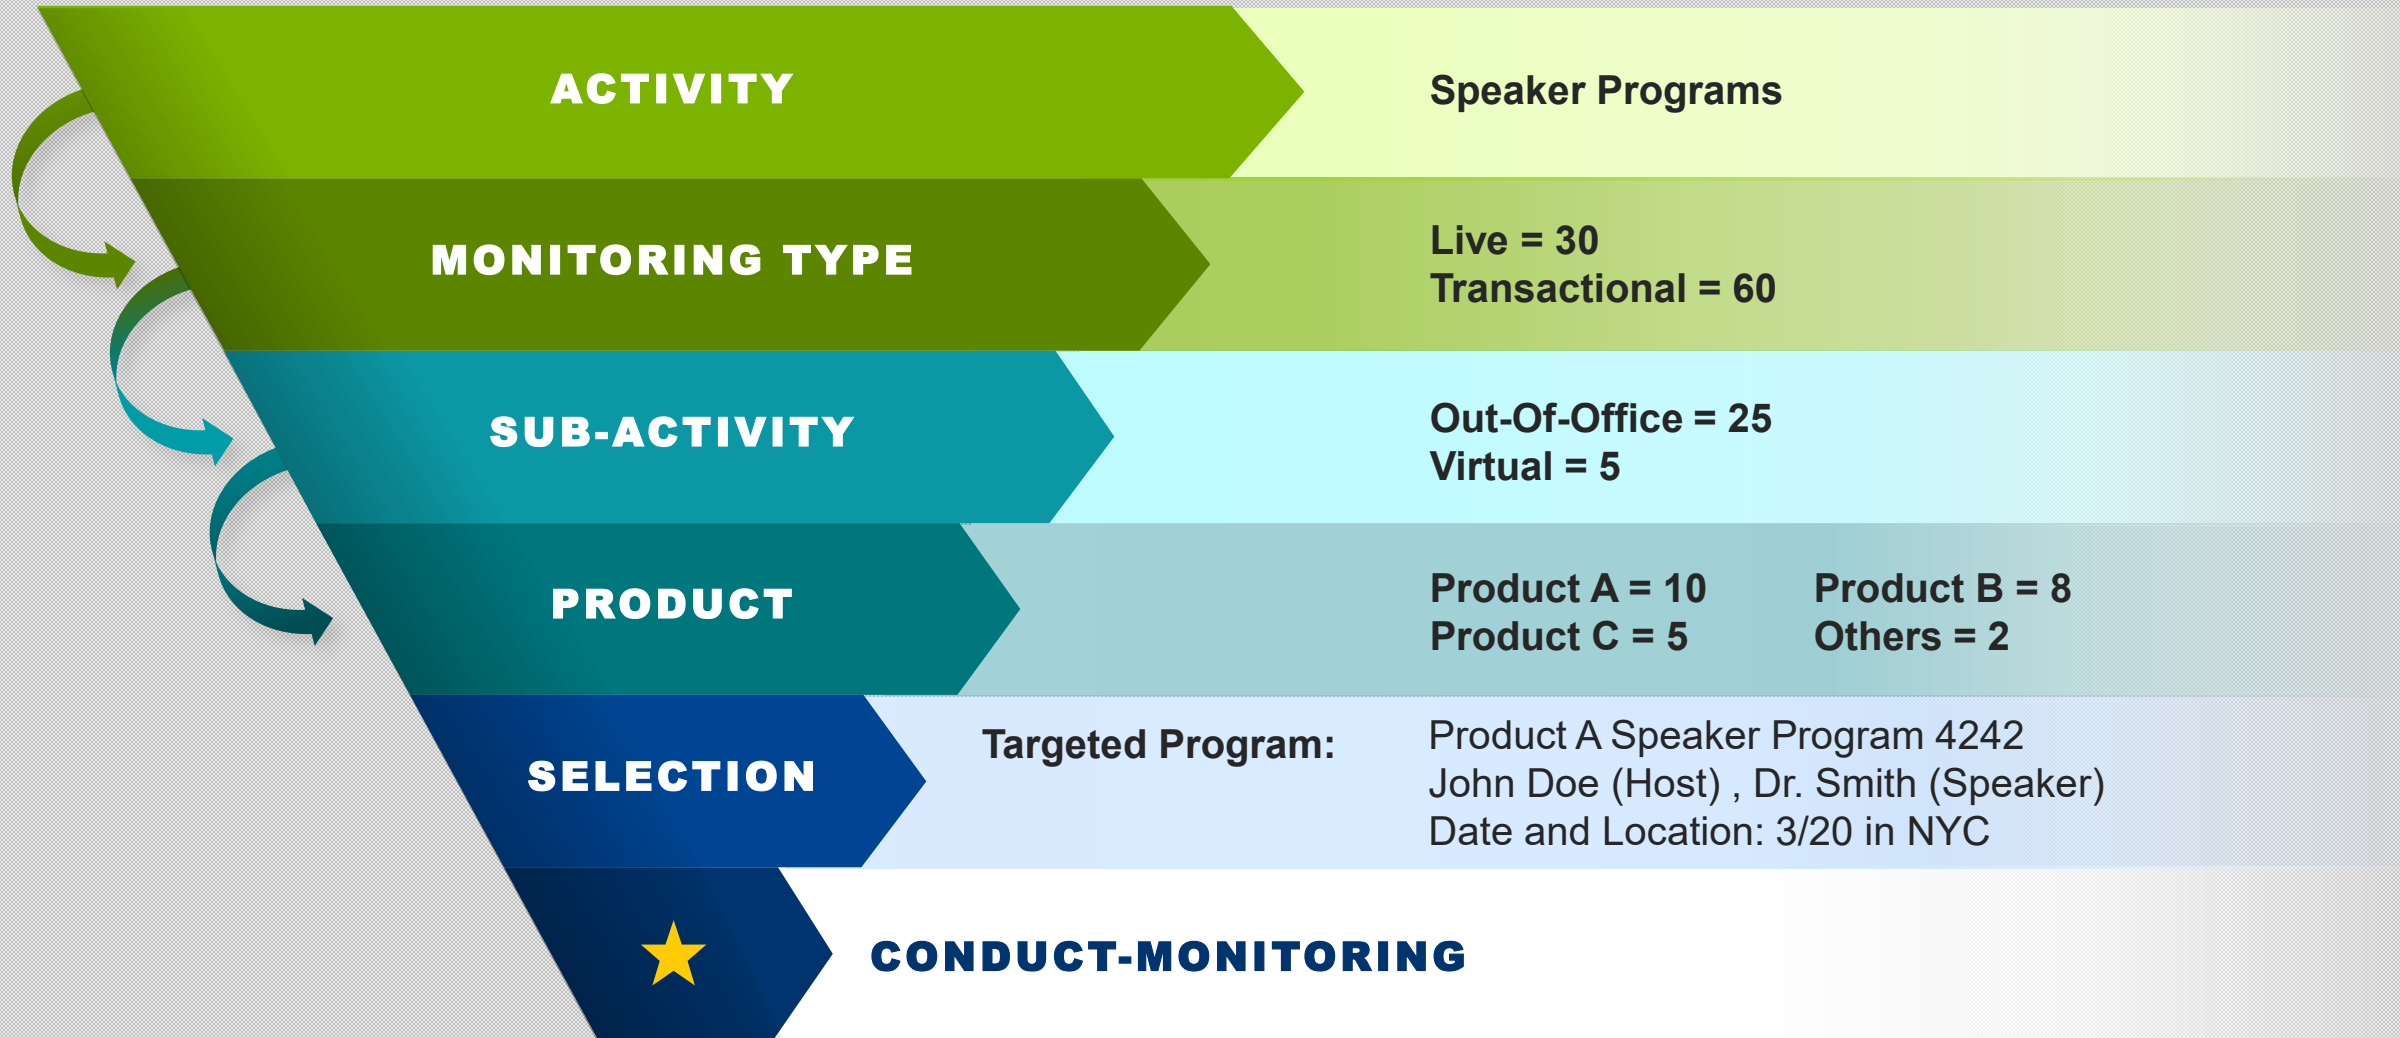 ACTIVITY
Speaker Programs
MONITORING TYPE
Live = 30
Transactional = 60
SUB-ACTIVITY
Out-Of-Office = 25
Virtual = 5
PRODUCT
Product A = 10 Product B = 8
Product C = 5 Others = 2
SELECTION
Targeted Program: Product A Speaker Program 4242
John Doe (Host) , Dr. Smith (Speaker)
Date and Location: 3/20 in NYC
CONDUCT-MONITORING